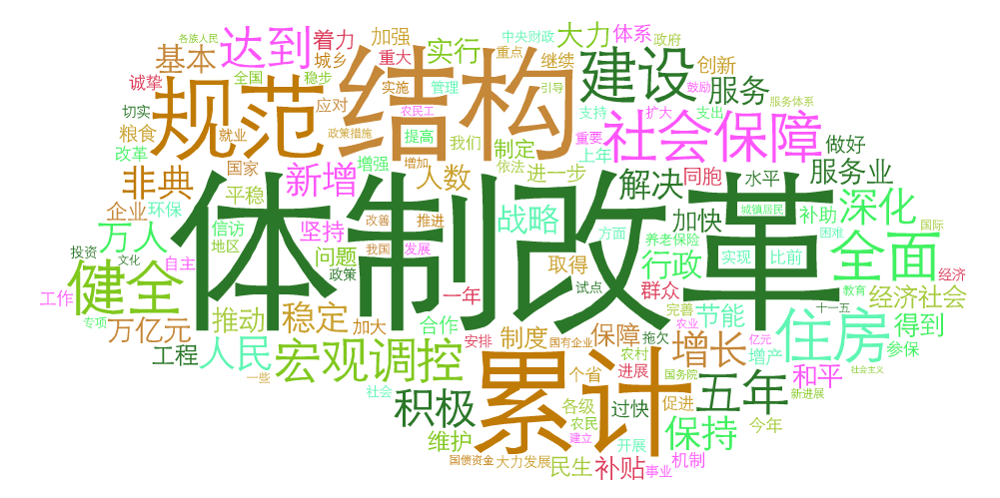 各族人民
达到
着力
加强
实行
中央财政
大力
体系
政府
基本
城乡
重大
结构
重点
继续
建设
创新
诚挚
全国
稳步
实施
管理
引导
鼓励
服务
服务体系
切实
规范
应对
农民工
支持
扩大
支出
社会保障
粮食
就业
政策措施
提高
我们
制定
重要
做好
改革
国家
增强
增加
依法
进一步
上年
非典
新增
人数
解决
同胞
水平
服务业
平稳
体制改革
企业
环保
信访
坚持
改善
推进
战略
方面
加快
城镇居民
补助
深化
国际
万人
地区
问题
我国
发展
养老保险
困难
投资
文化
自主
政策
取得
行政
实现
比前
全面
健全
试点
群众
教育
经济
工作
一年
经济社会
专项
万亿元
推动
稳定
加大
合作
完善
节能
十一五
得到
农业
住房
工程
人民
宏观调控
安排
制度
国有企业
保障
拖欠
增长
亿元
增产
参保
农村
一些
社会
累计
个省
进展
国务院
五年
和平
社会主义
新进展
积极
各级
过快
促进
维护
农民
保持
今年
建立
开展
国债资金
大力发展
民生
补贴
事业
机制